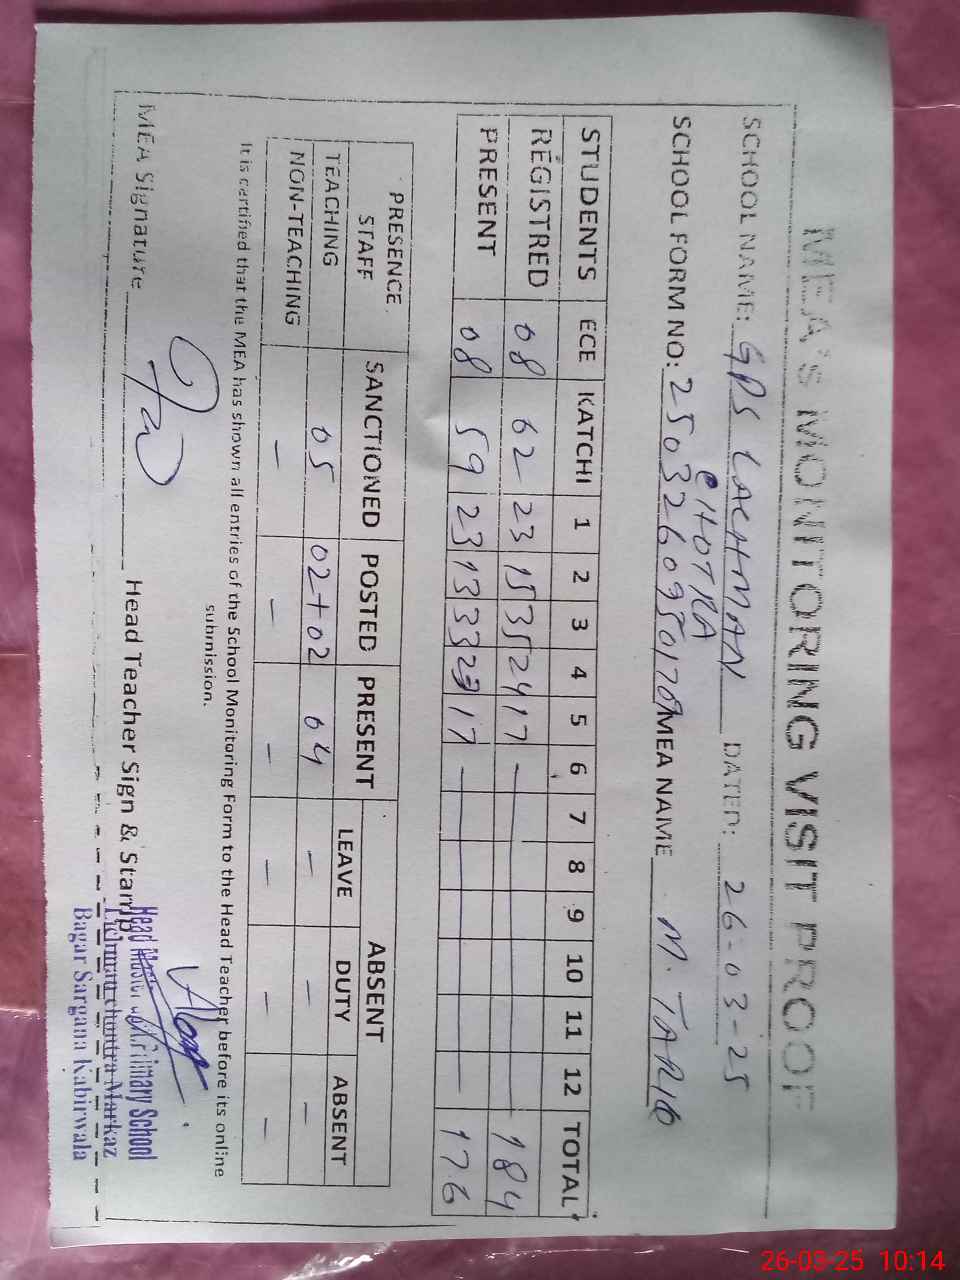 MEA'S MONITORING VISIT PROOF
SCHOOL NAME: GPS LACHMAN DATED: 26-03-25
CHOTRA
SCHOOL FORM NO: MEA NAME M. TARIQ
STUDENTS ECE KATCHI 1 2 3 4 5 6 7 8 9 10 11 12 TOTAL
REGISTRED 08 62 23 15 35 24 17 — 184
PRESENT 08 59 23 13 33 23 17 — 176
PRESENCE STAFF SANCTIONED POSTED PRESENT ABSENT
LEAVE DUTY ABSENT
TEACHING 05 02+02 04 - - -
NON-TEACHING - - - - - -
It is certified that the MEA has shown all entries of the School Monitoring Form to the Head Teacher before its online
submission.
MEA Signature Head Teacher Sign & Stamp
Head Master Govt. Primary School
chontra Markaz
Bagar Sargana Kabirwala
26-03-25 10:14